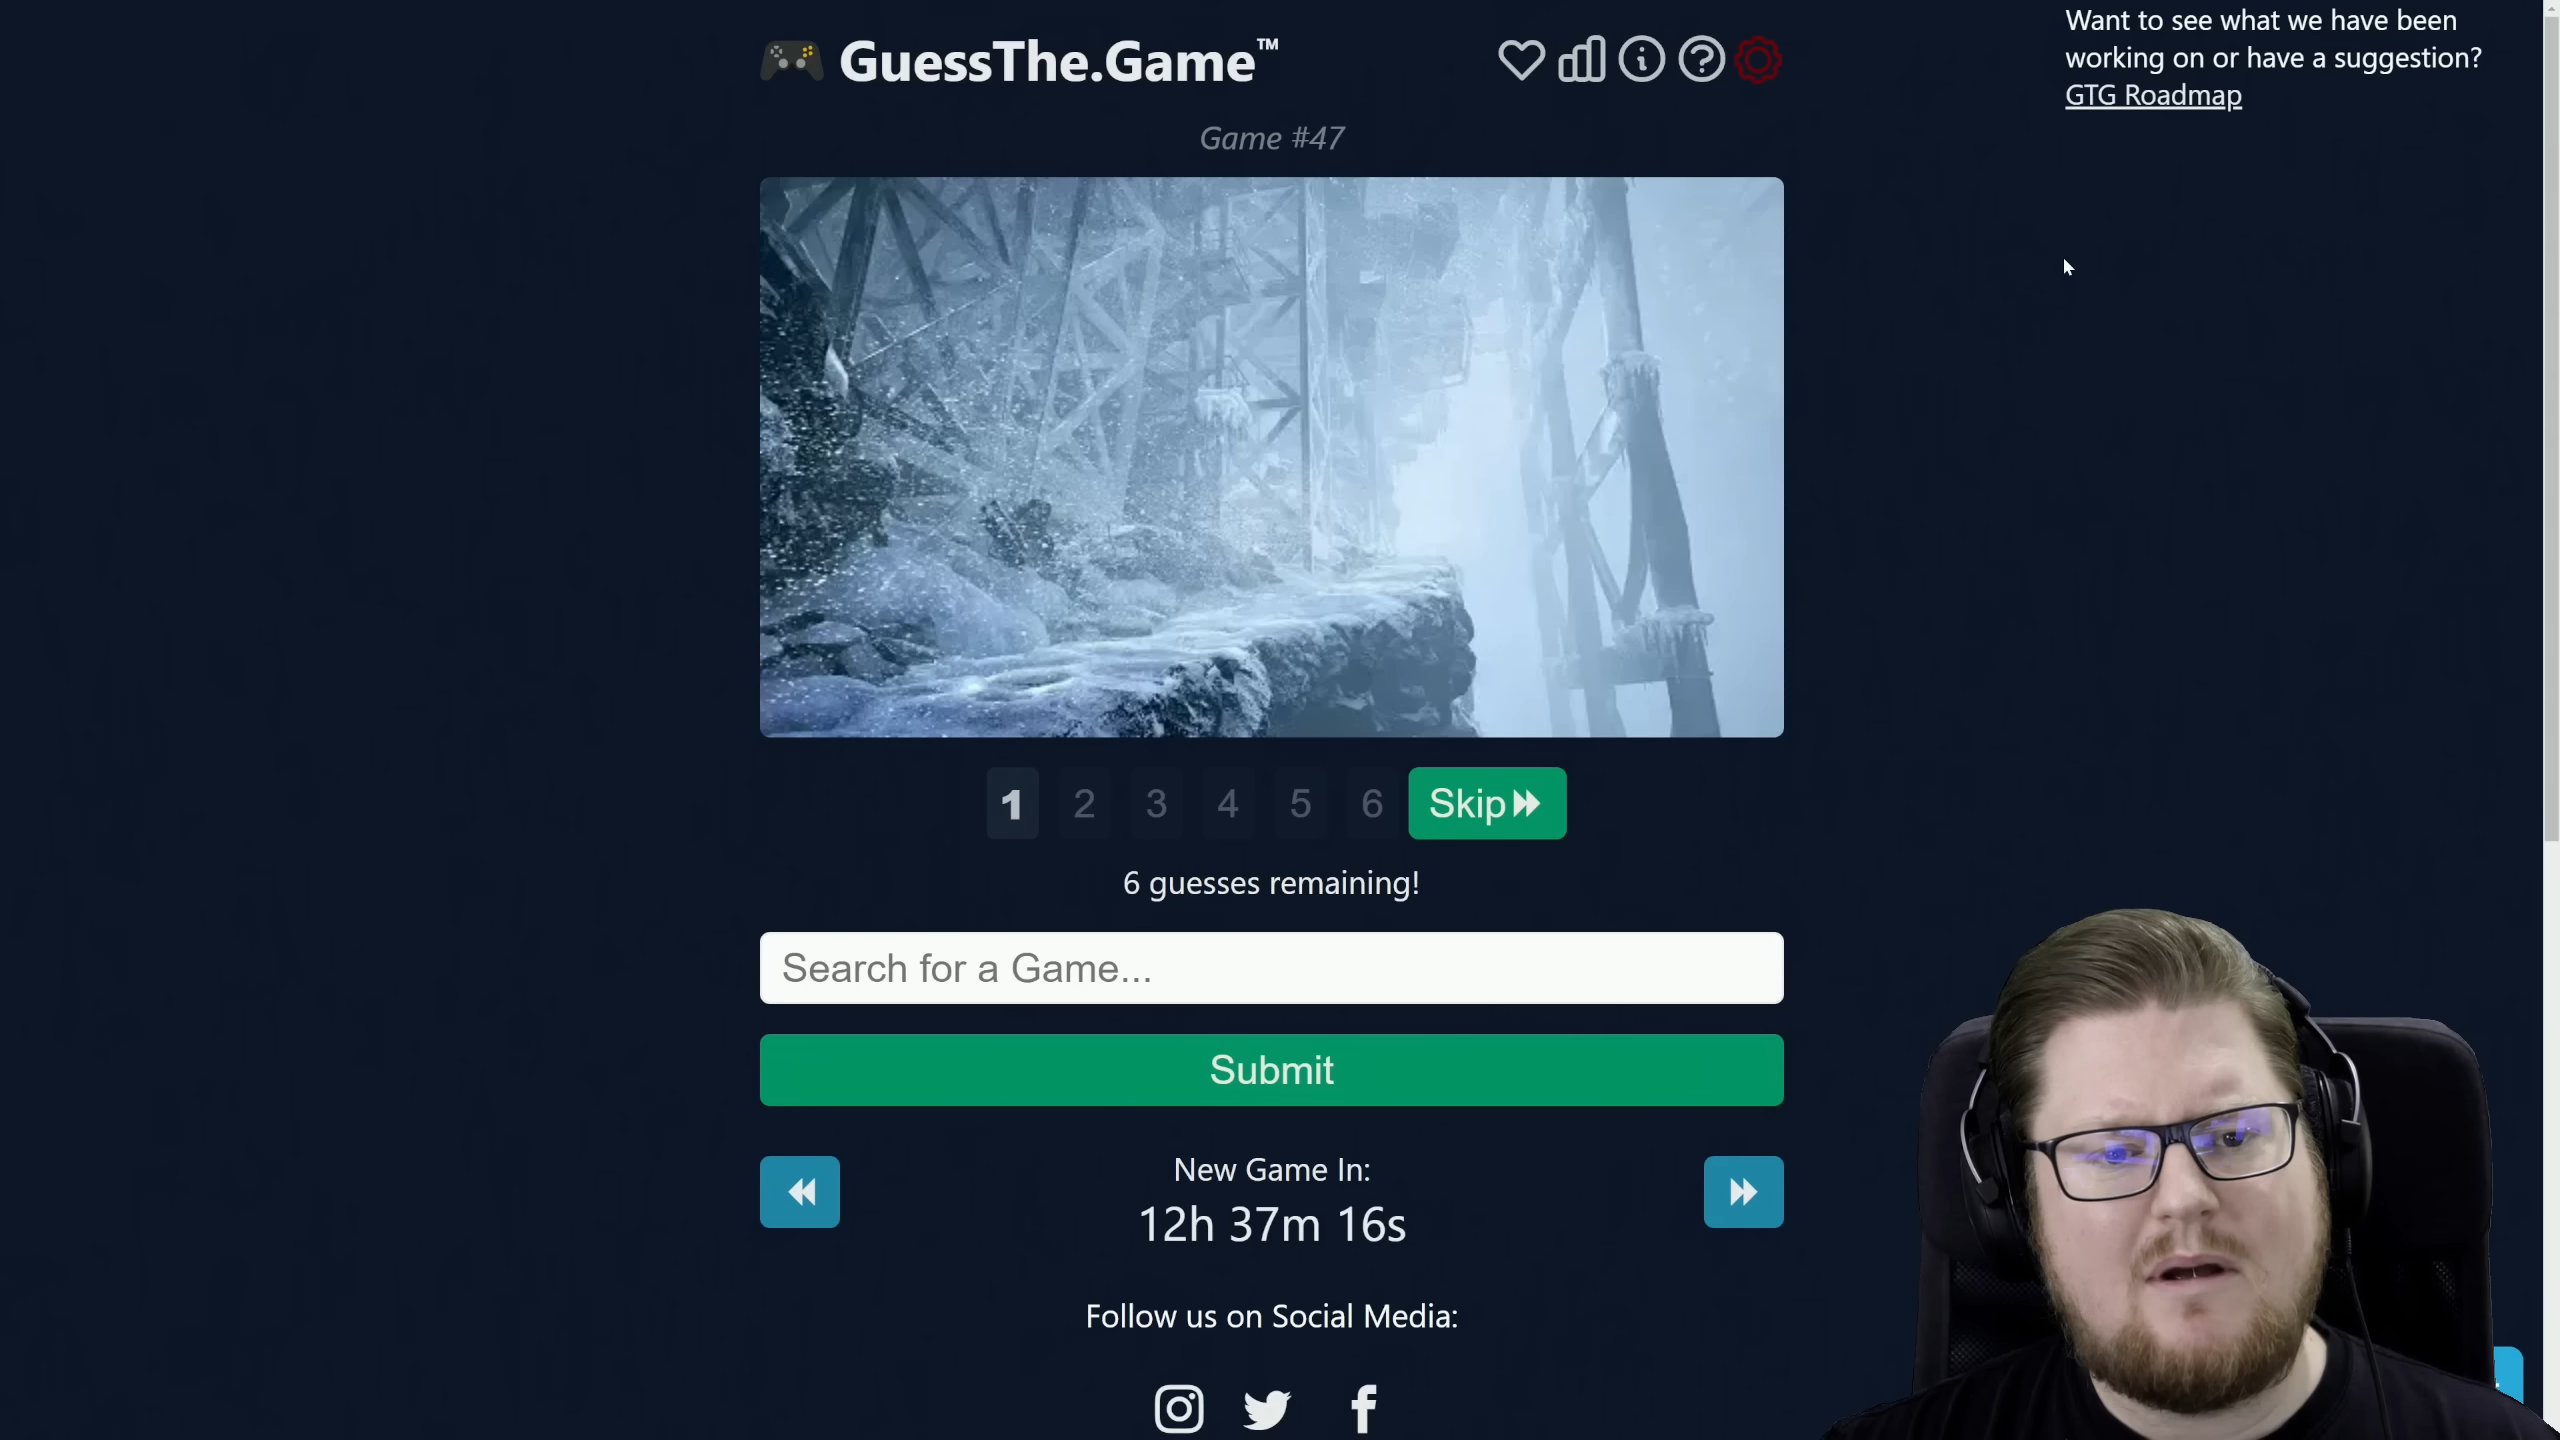 GuessThe.Game™
Want to see what we have been
working on or have a suggestion?
GTG Roadmap
Game #47
1 2 3 4 5 6 Skip
6 guesses remaining!
Search for a Game...
Submit
New Game In:
12h 37m 16s
Follow us on Social Media: